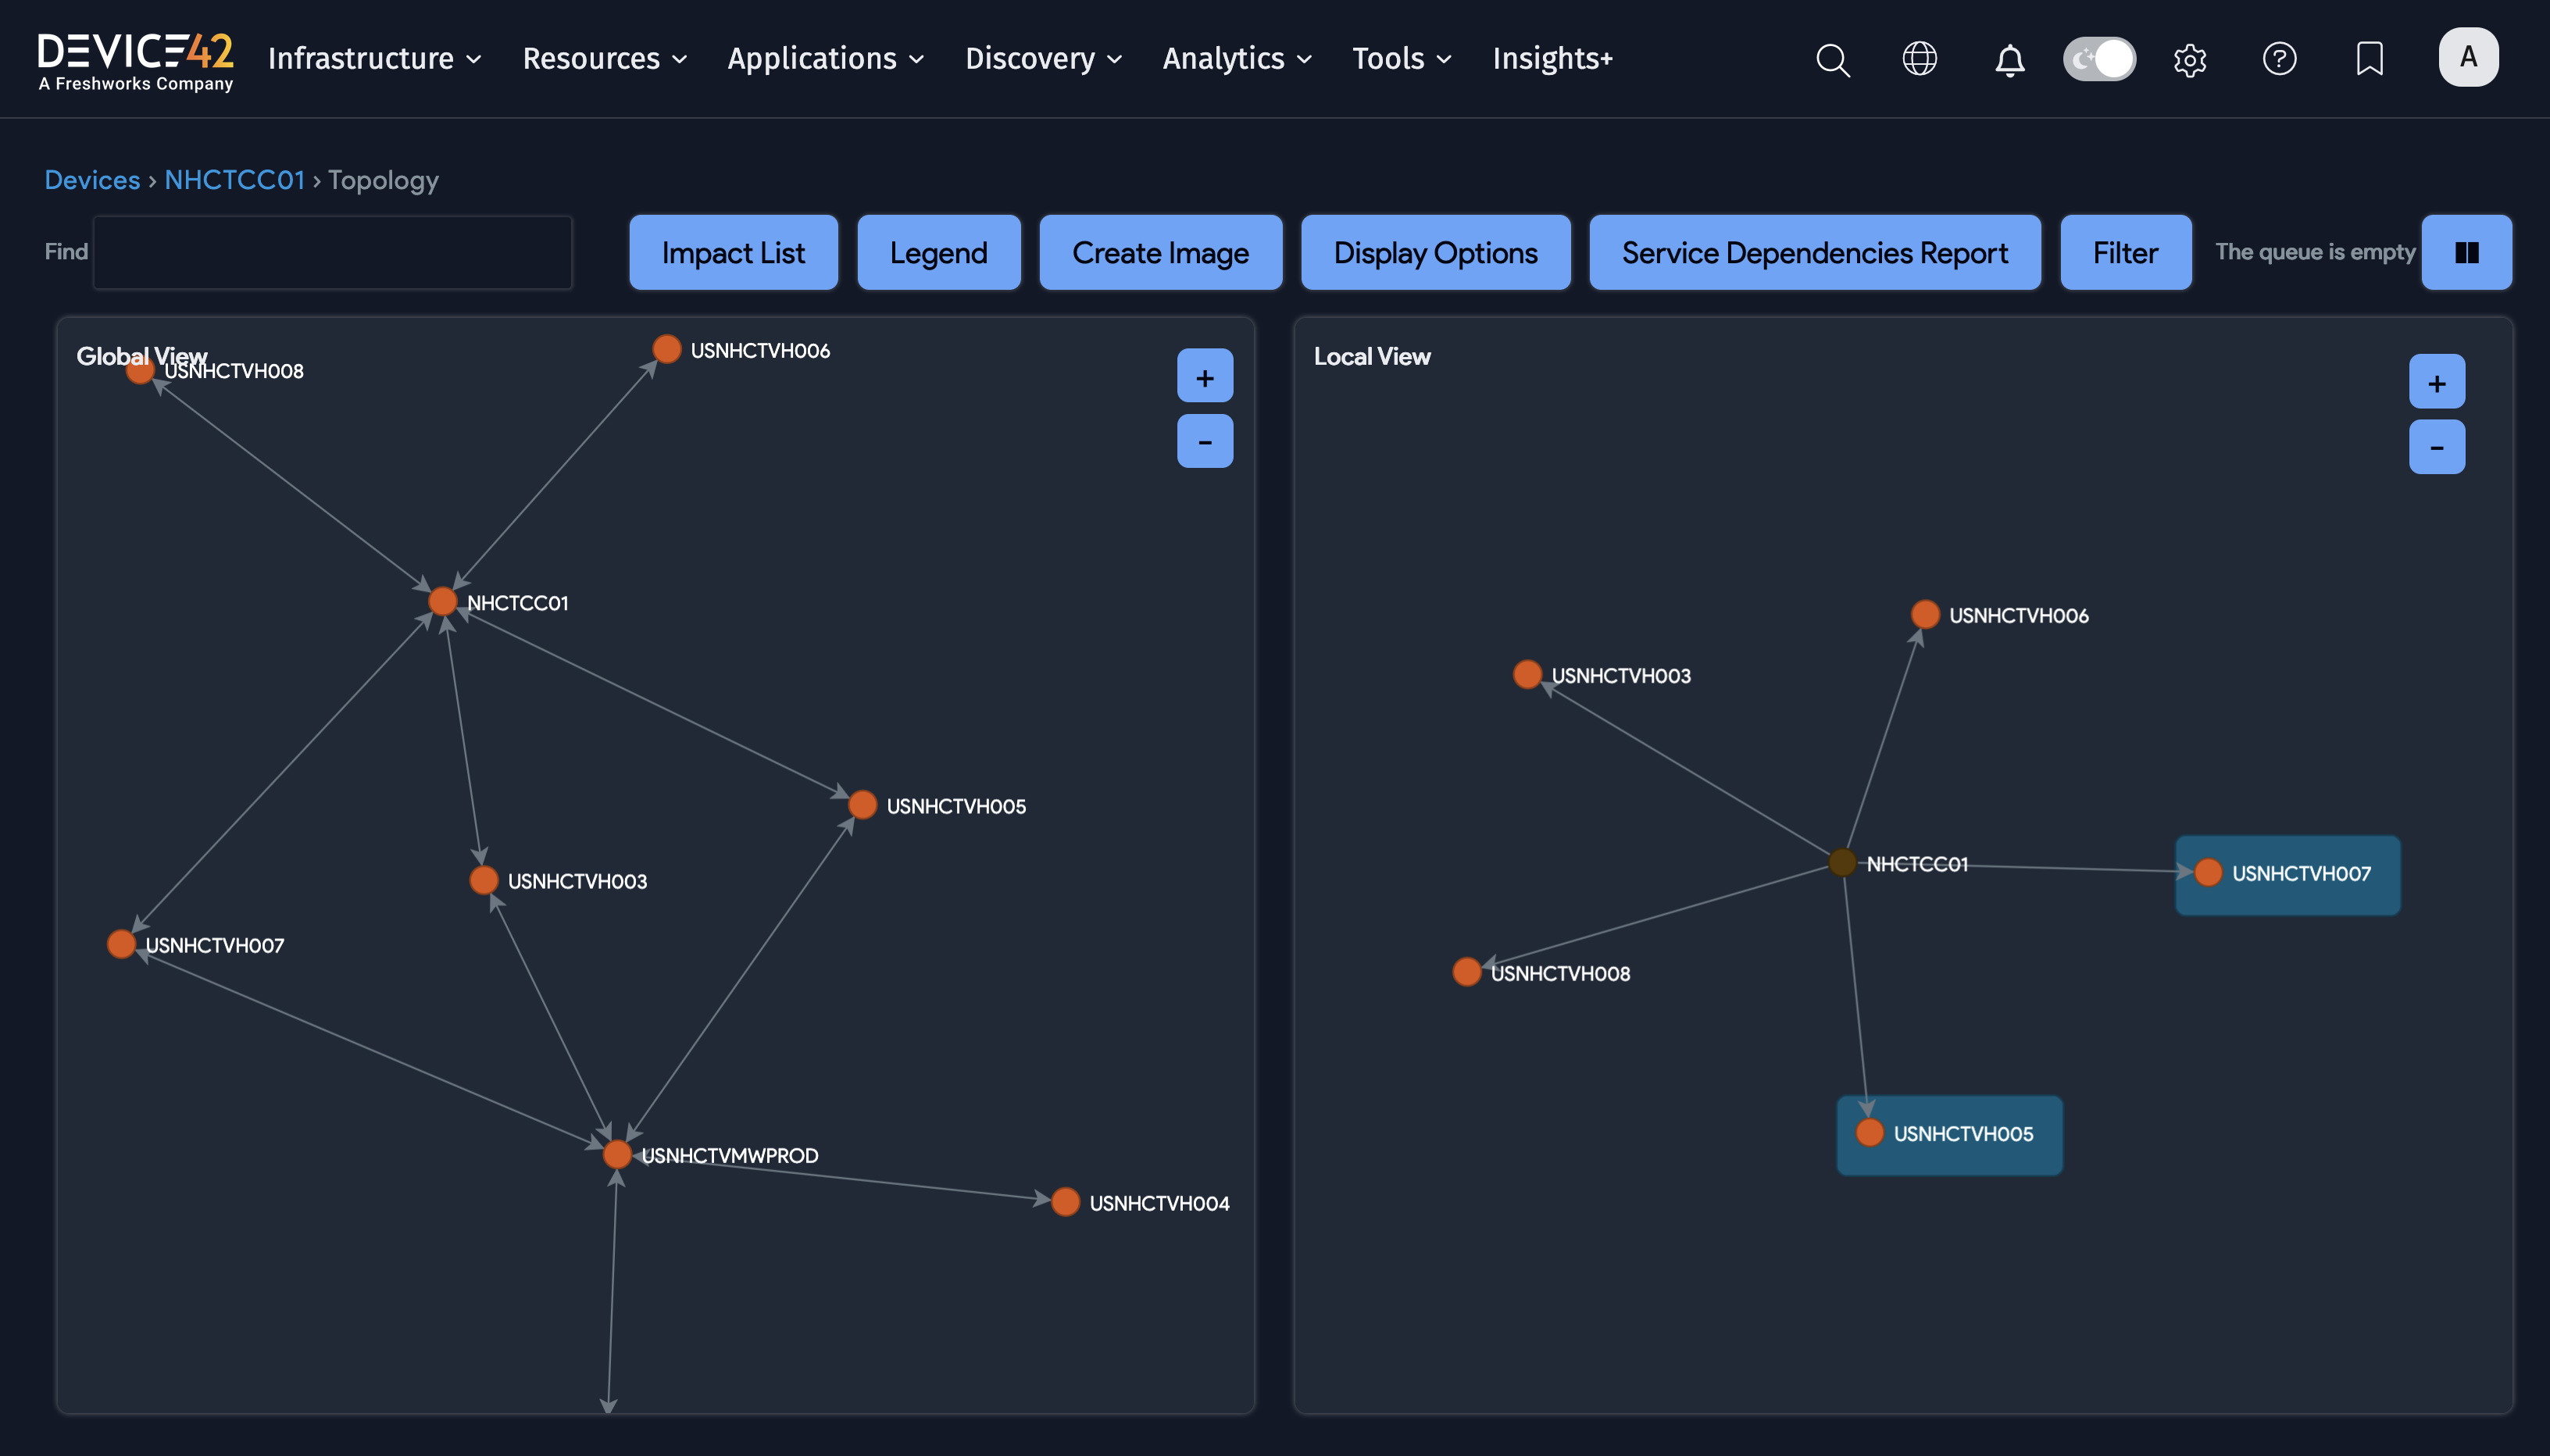 DEVICE42
A Freshworks Company
Infrastructure
Resources
Applications
Discovery
Analytics
Tools
Insights+
A
Devices › NHCTCC01 › Topology
Find
Impact List
Legend
Create Image
Display Options
Service Dependencies Report
Filter
The queue is empty
Global View
USNHCTVH008
USNHCTVH006
+
-
NHCTCC01
USNHCTVH005
USNHCTVH003
USNHCTVH007
USNHCTVMWPROD
USNHCTVH004
Local View
+
-
USNHCTVH006
USNHCTVH003
NHCTCC01
USNHCTVH007
USNHCTVH008
USNHCTVH005